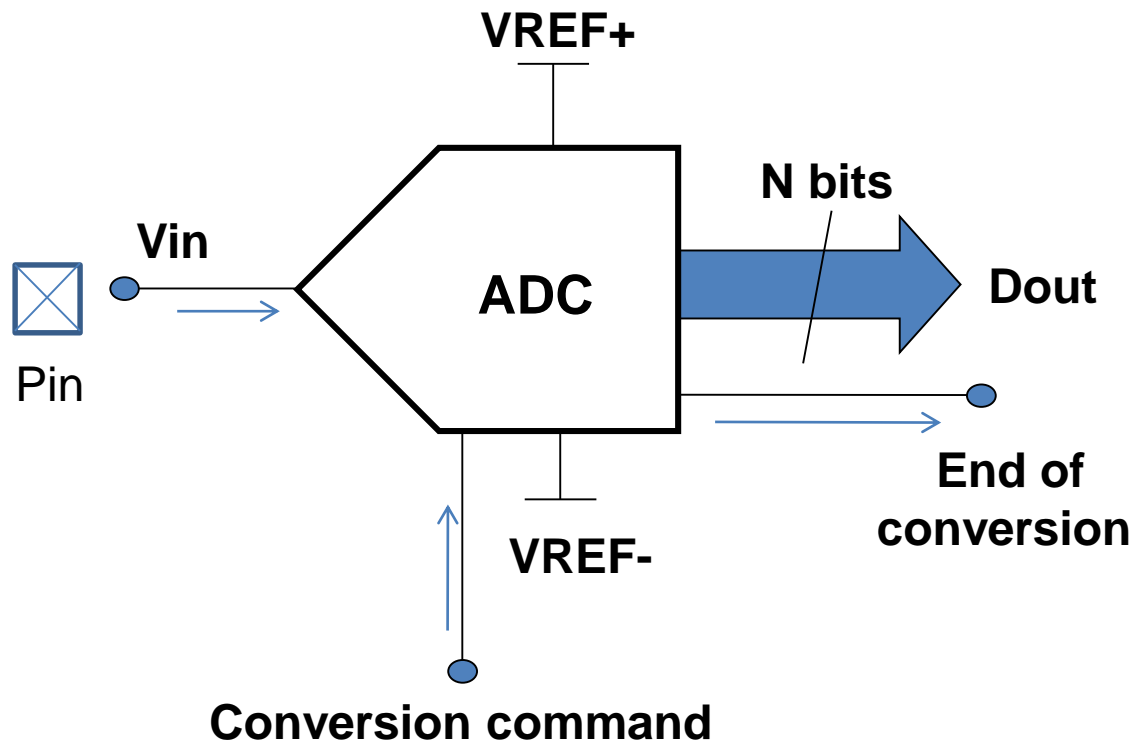 VREF+
N bits
Vin
ADC
Dout
Pin
End of
conversion
VREF-
Conversion command